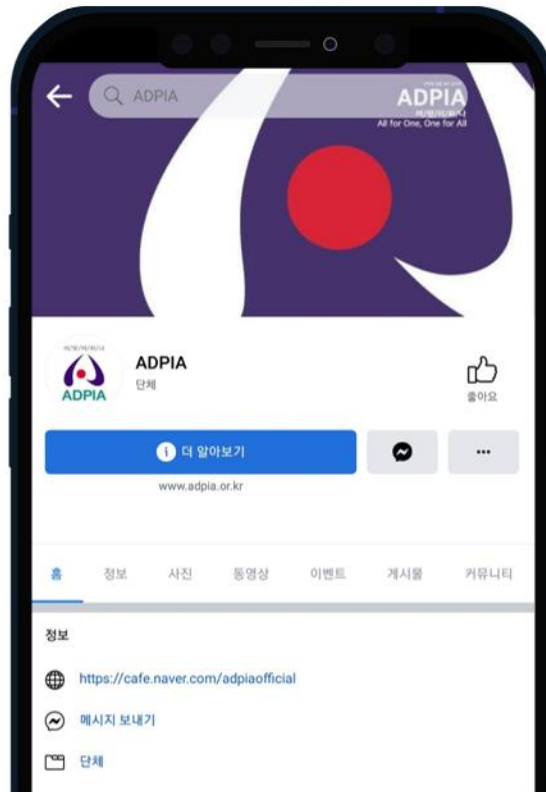 ADPIA
ADPIA
All for One, One for All
ADPIA
ADPIA
단체
좋아요
더 알아보기
www.adpia.or.kr
홈 정보 사진 동영상 이벤트 게시물 커뮤니티
정보
https://cafe.naver.com/adpiaofficial
메시지 보내기
단체